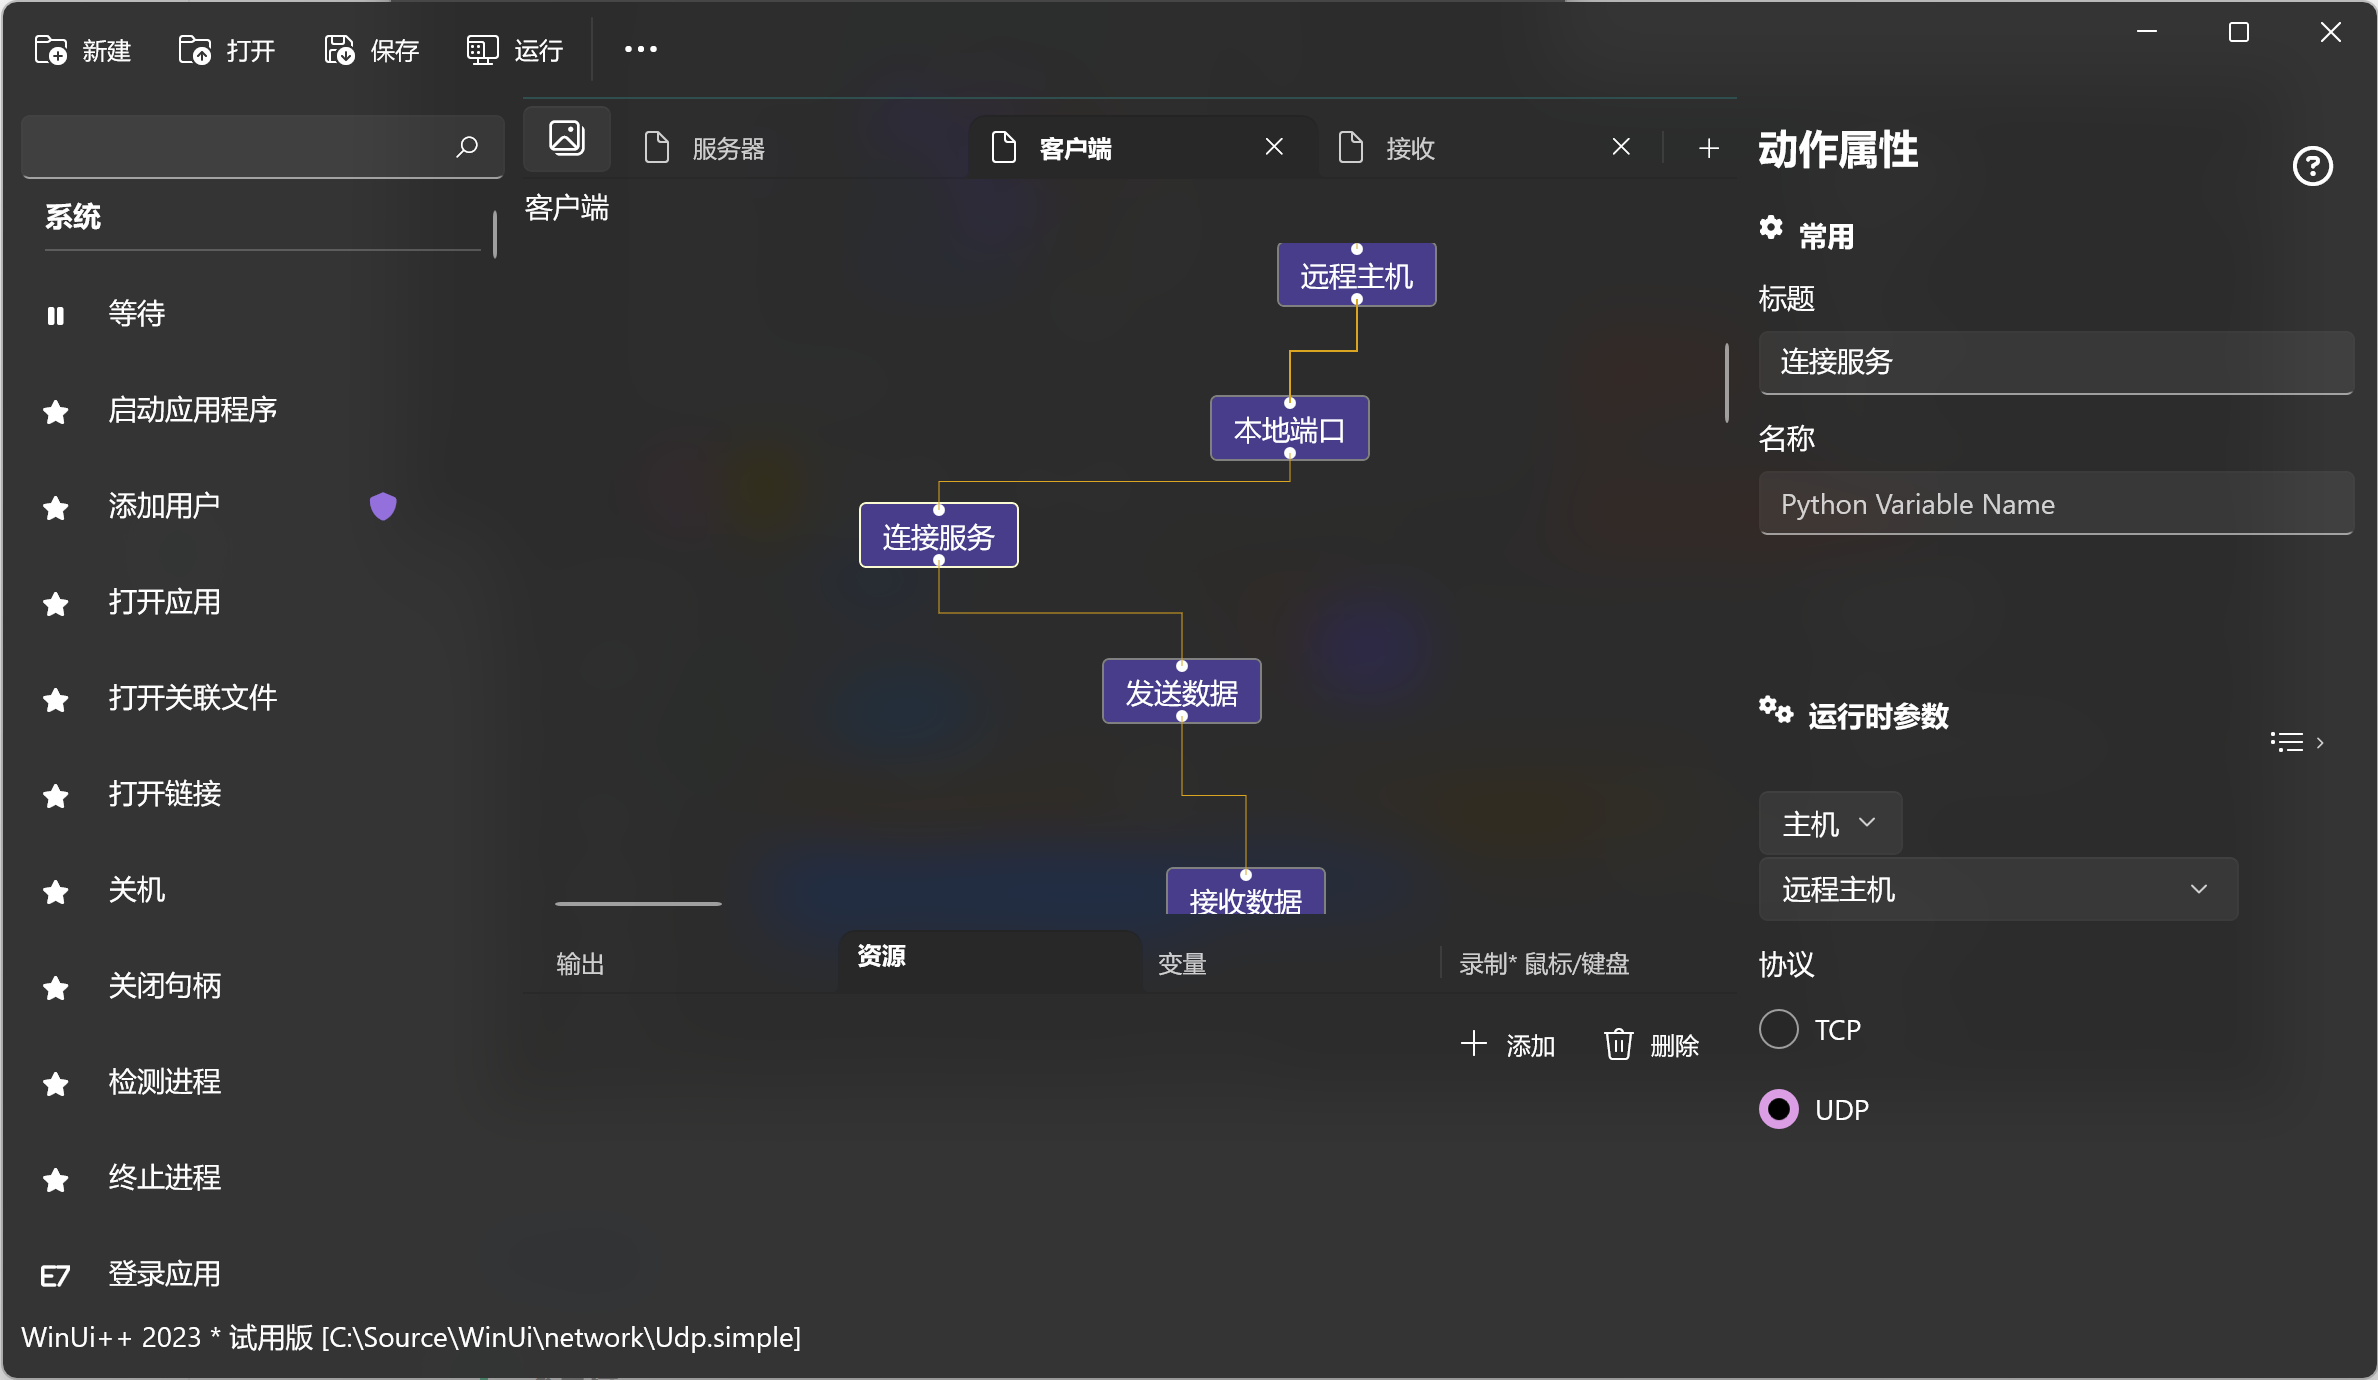 新建
打开
保存
运行
服务器
客户端
接收
客户端
系统
等待
启动应用程序
添加用户
打开应用
打开关联文件
打开链接
关机
关闭句柄
检测进程
终止进程
登录应用
远程主机
本地端口
连接服务
发送数据
接收数据
输出
资源
变量
录制* 鼠标/键盘
添加
删除
动作属性
常用
标题
连接服务
名称
Python Variable Name
运行时参数
主机
远程主机
协议
TCP
UDP
WinUi++ 2023 * 试用版 [C:\Source\WinUi\network\Udp.simple]